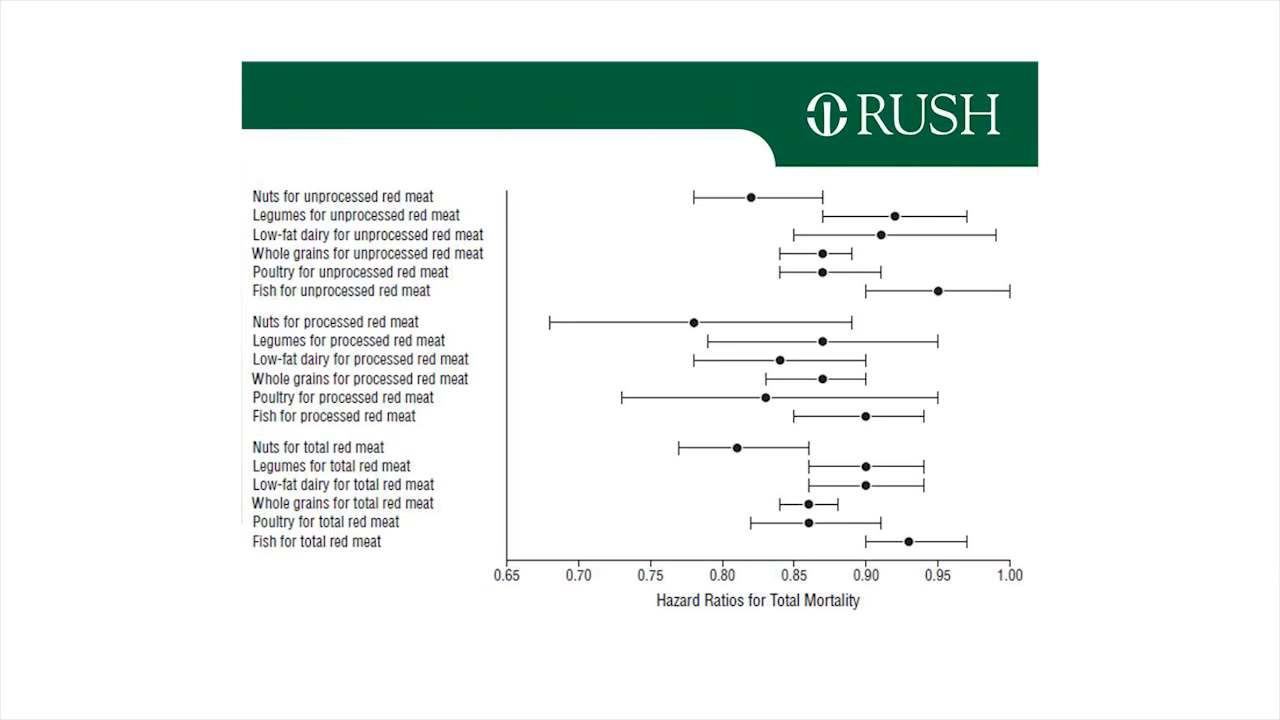 RUSH
Nuts for unprocessed red meat
Legumes for unprocessed red meat
Low-fat dairy for unprocessed red meat
Whole grains for unprocessed red meat
Poultry for unprocessed red meat
Fish for unprocessed red meat
Nuts for processed red meat
Legumes for processed red meat
Low-fat dairy for processed red meat
Whole grains for processed red meat
Poultry for processed red meat
Fish for processed red meat
Nuts for total red meat
Legumes for total red meat
Low-fat dairy for total red meat
Whole grains for total red meat
Poultry for total red meat
Fish for total red meat
0.65 0.70 0.75 0.80 0.85 0.90 0.95 1.00
Hazard Ratios for Total Mortality